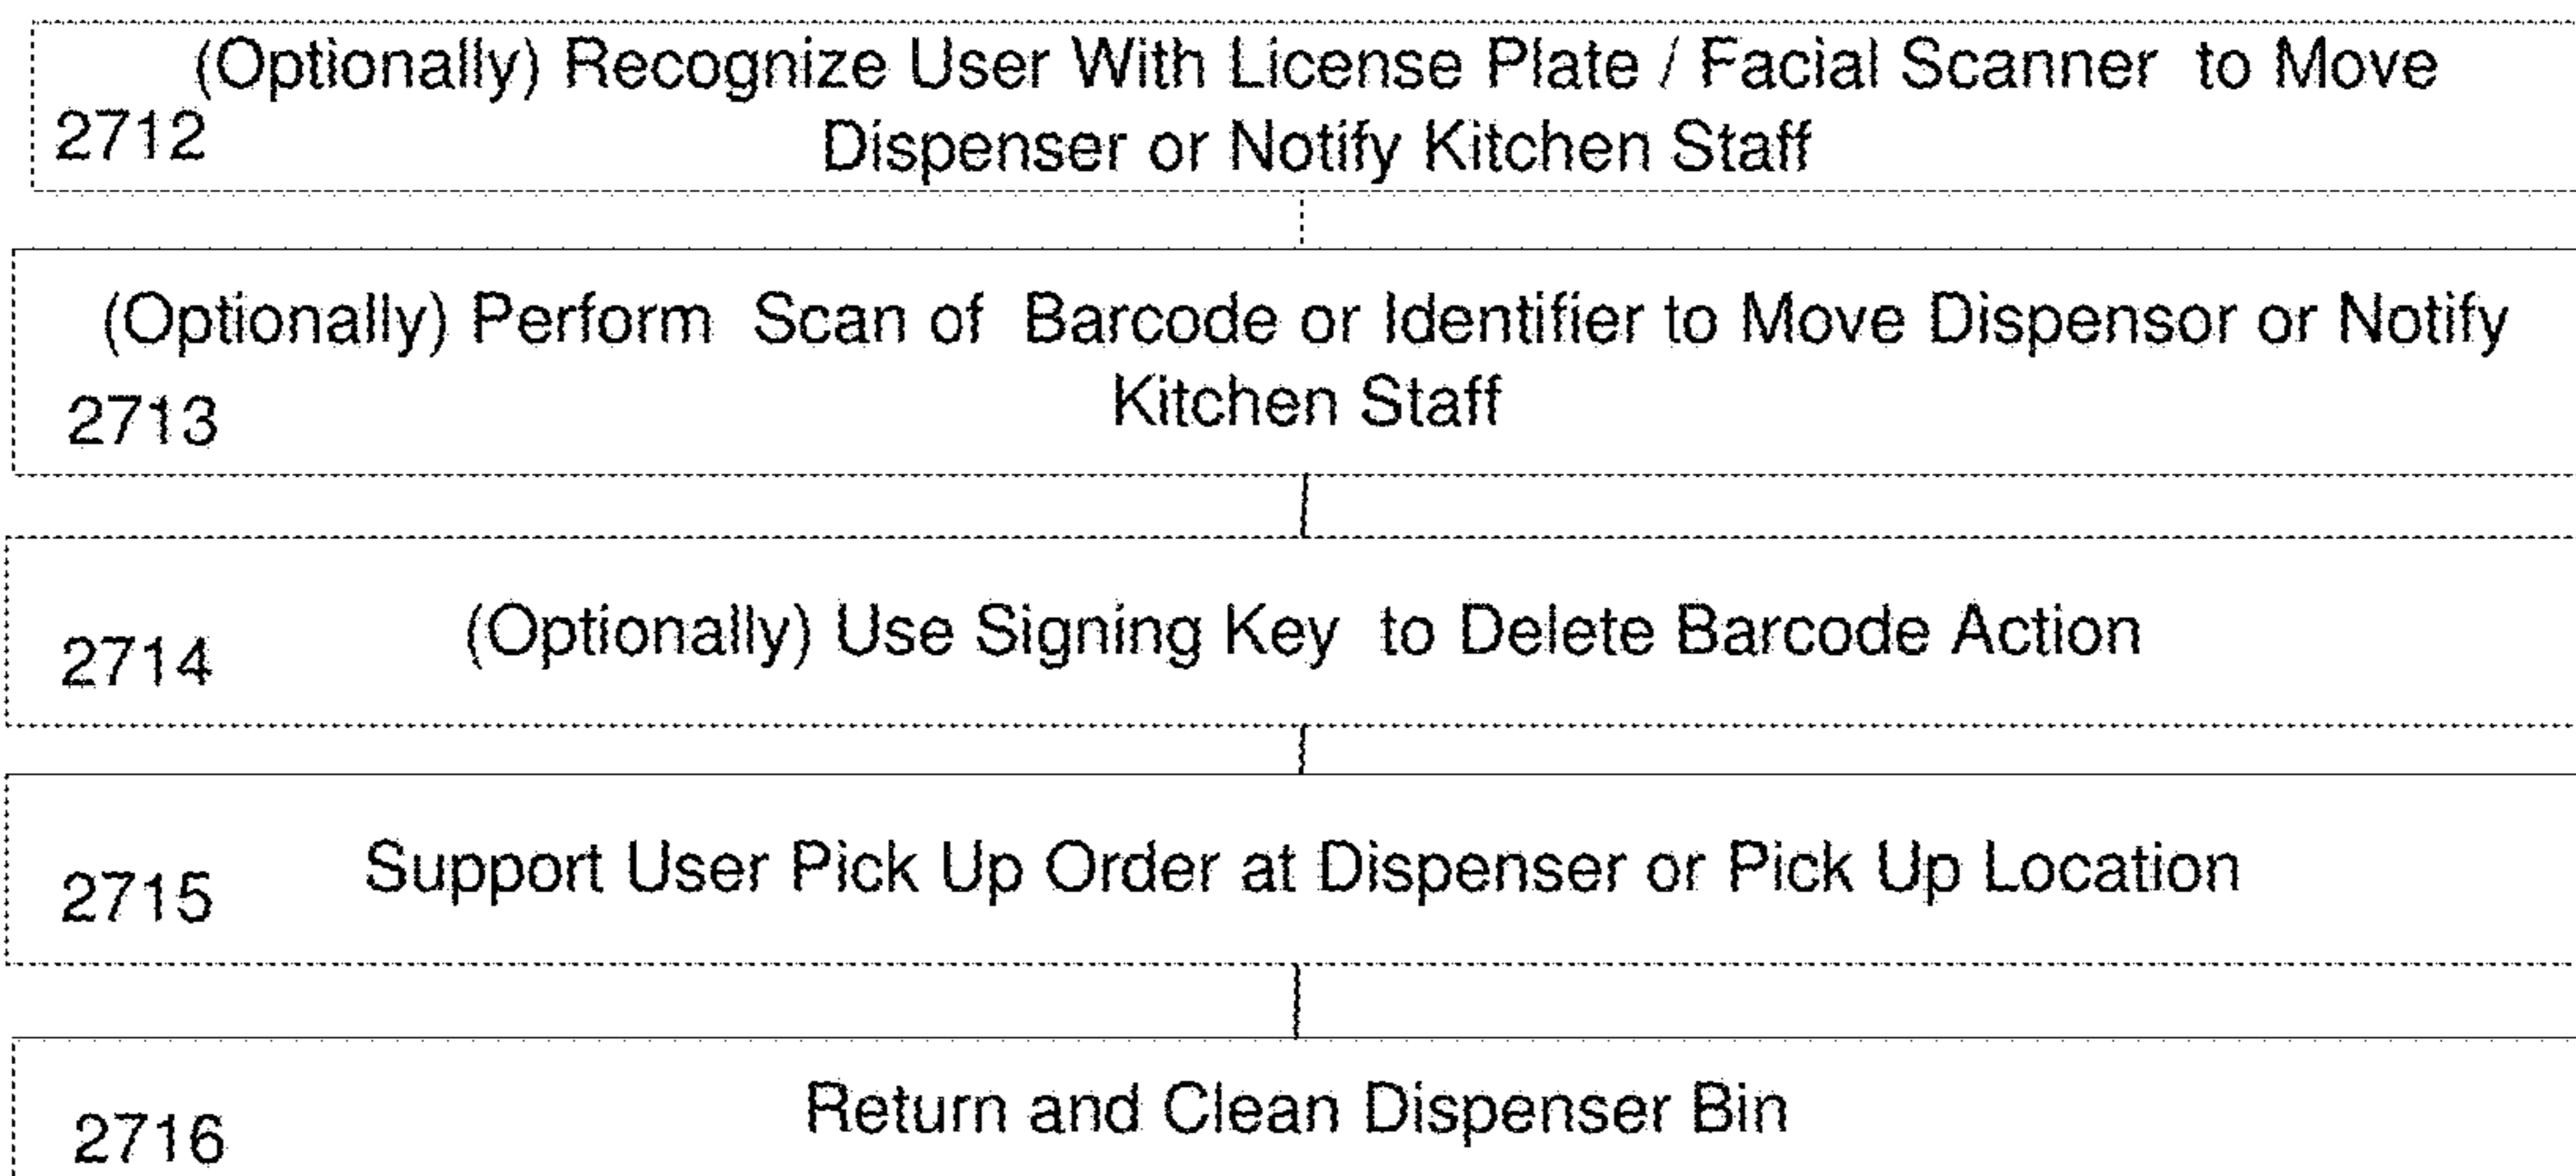 (Optionally) Recognize User With License Plate / Facial Scanner to Move
2712
Dispenser or Notify Kitchen Staff
(Optionally) Perform Scan of Barcode or Identifier to Move Dispensor or Notify
Kitchen Staff
2713
(Optionally) Use Signing Key to Delete Barcode Action
2714
Support User Pick Up Order at Dispenser or Pick Up Location
2715
Return and Clean Dispenser Bin
2716